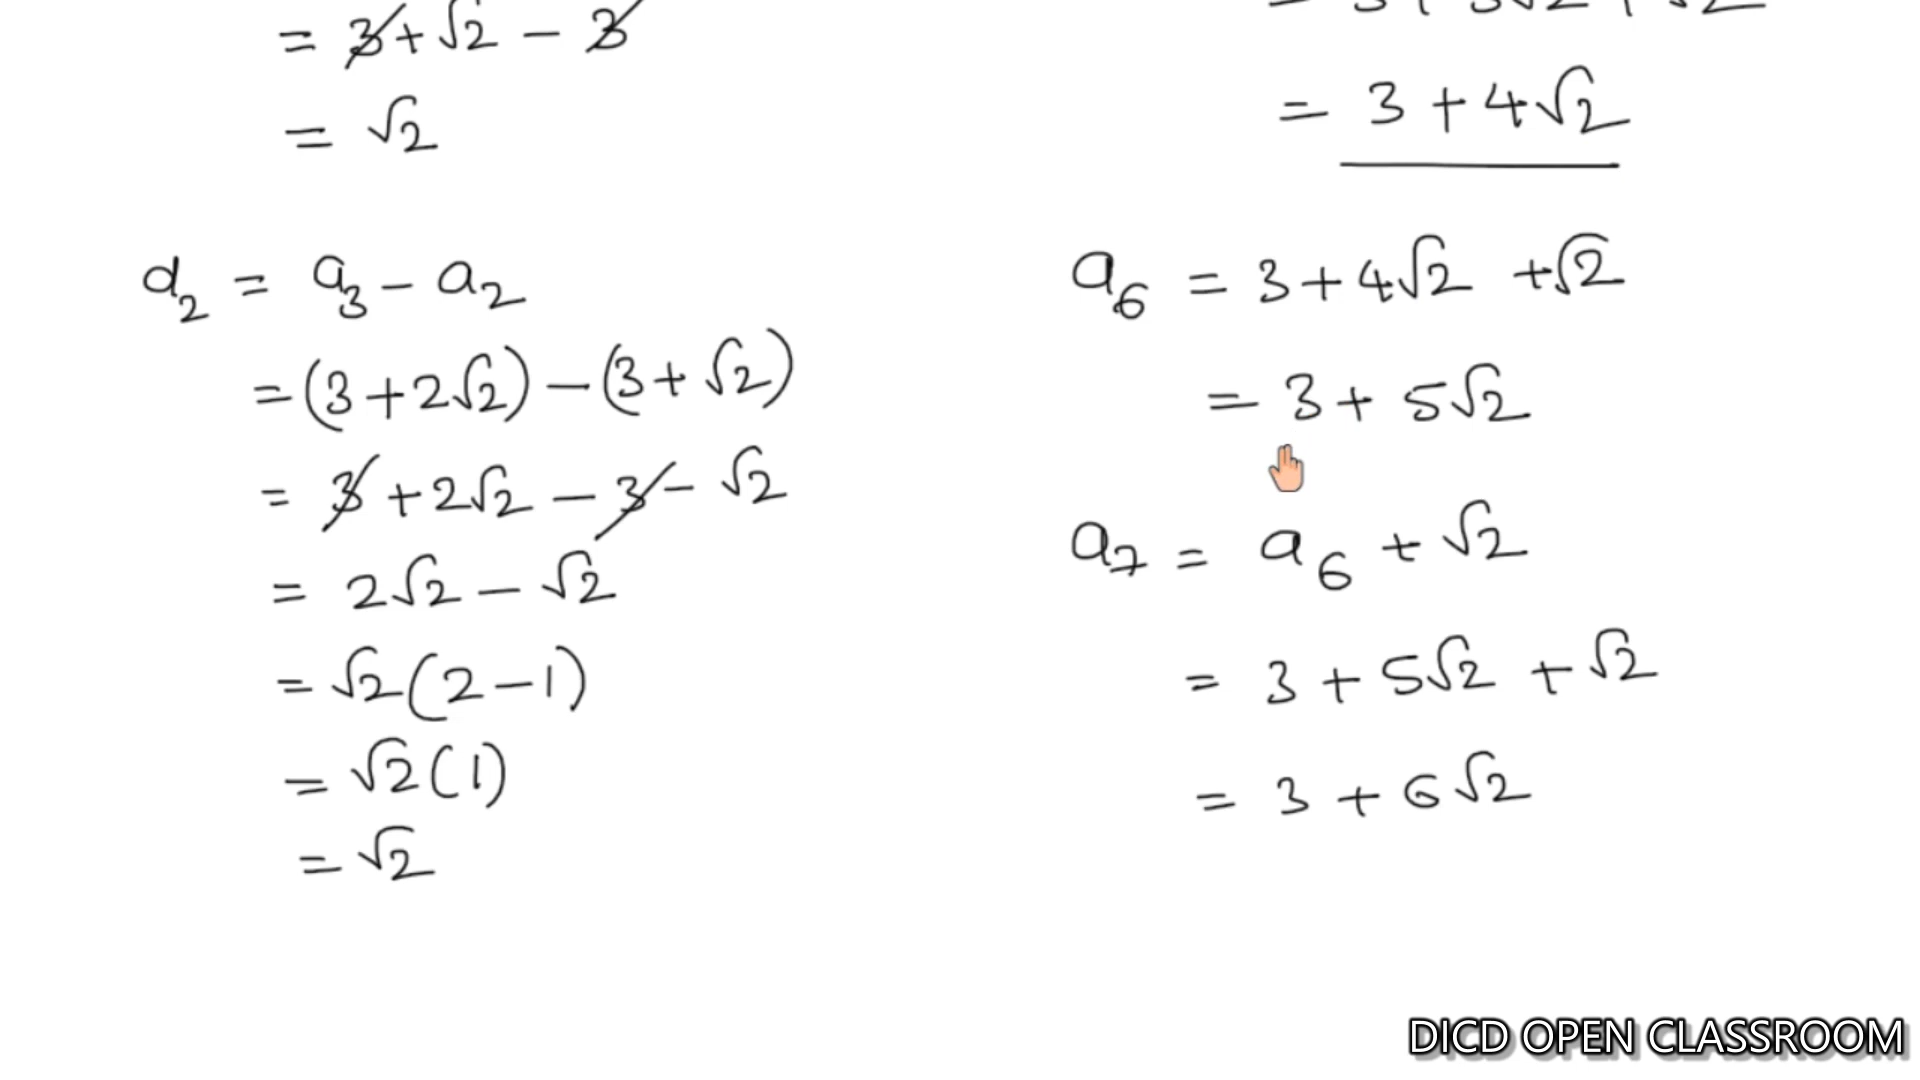 = 3 + √2 - 3
= √2
d₂ = a₃ - a₂
= (3 + 2√2) - (3 + √2)
= 3 + 2√2 - 3 - √2
= 2√2 - √2
= √2 (2 - 1)
= √2 (1)
= √2
= 3 + 4√2
a₆ = 3 + 4√2 + √2
= 3 + 5√2
a₇ = a₆ + √2
= 3 + 5√2 + √2
= 3 + 6√2
DICD OPEN CLASSROOM